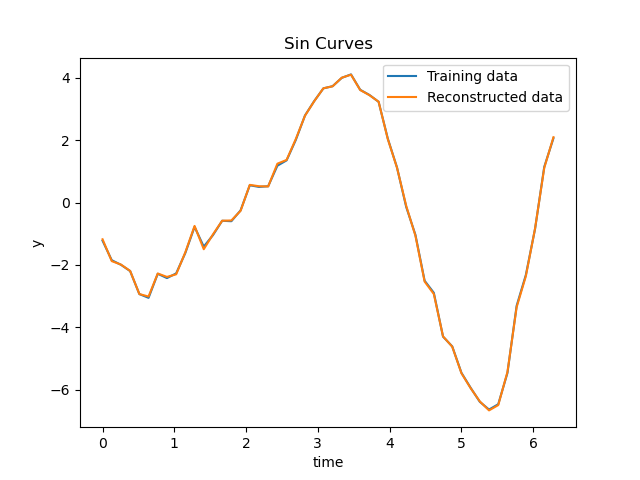 Sin Curves
Training data
Reconstructed data
4
2
0
−2
−4
−6
y
0 1 2 3 4 5 6
time